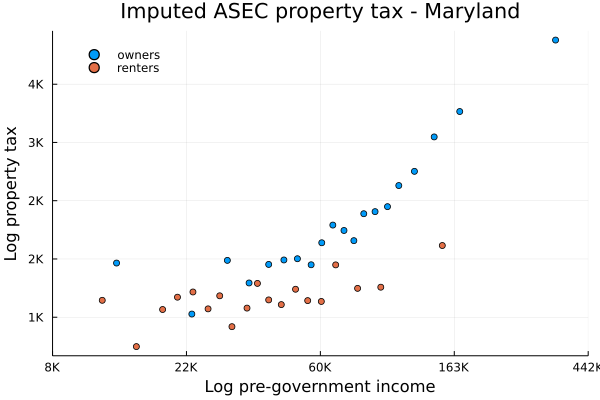 Imputed ASEC property tax - Maryland
owners
renters
4K
3K
2K
2K
1K
Log property tax
8K
22K
60K
163K
442K
Log pre-government income